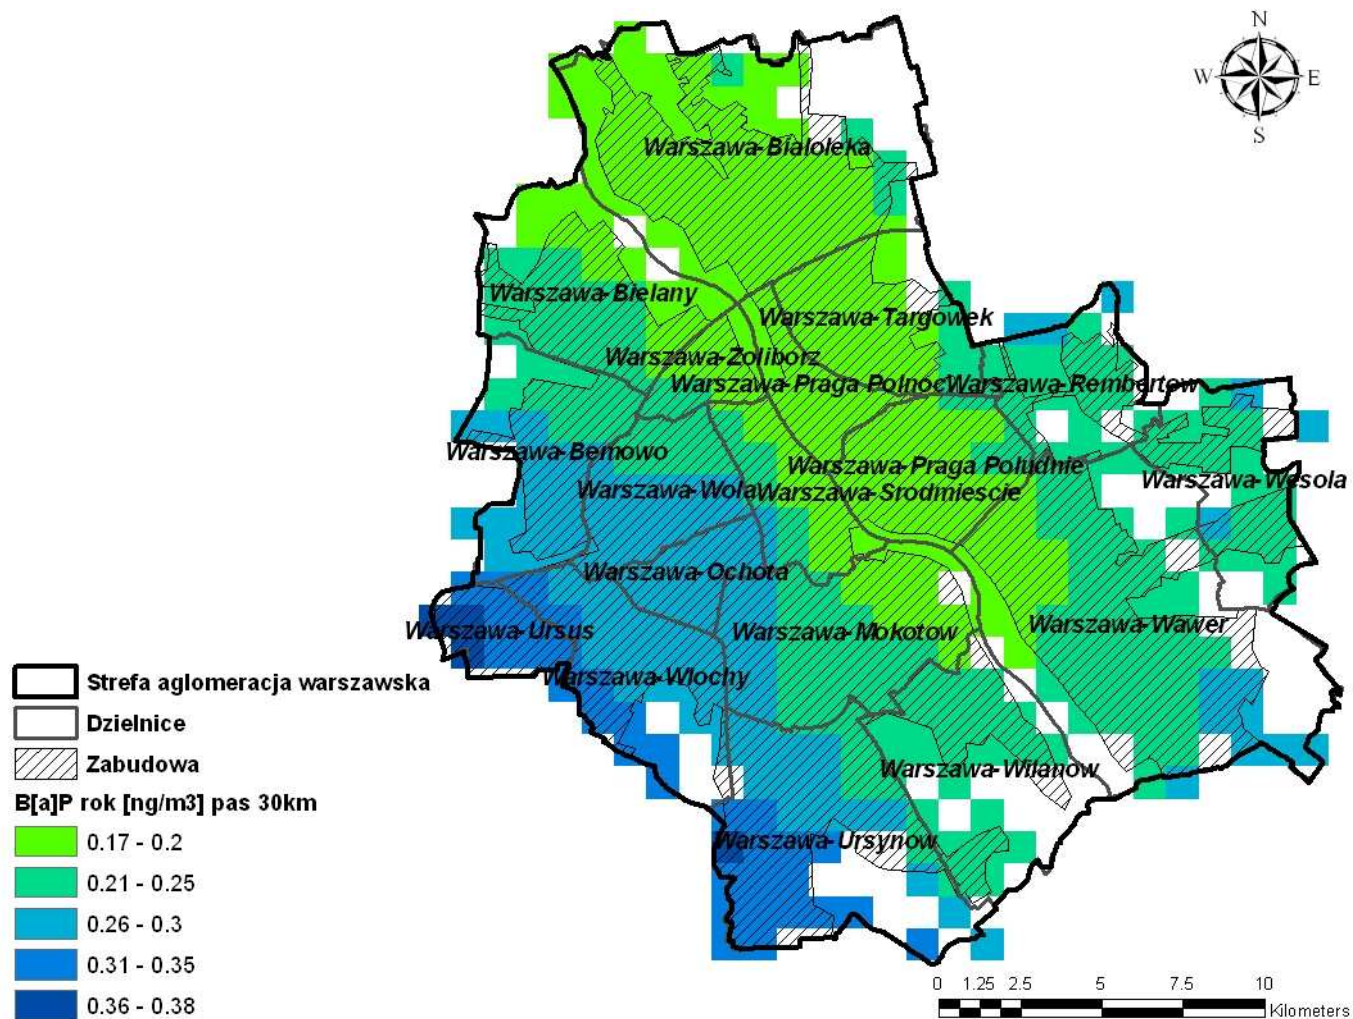 N
W E
S
Warszawa-Bialoleka
Warszawa-Bielany
Warszawa-Targowek
Warszawa-Zoliborz
Warszawa-Praga Polnoc
Warszawa-Rembertow
Warszawa-Bemowo
Warszawa-Praga Poludnie
Warszawa-Wesola
Warszawa-Wola
Warszawa-Srodmiescie
Warszawa-Ochota
Warszawa-Ursus
Warszawa-Mokotow
Warszawa-Wawer
Warszawa-Wlochy
Warszawa-Wilanow
Warszawa-Ursynow
Strefa aglomeracja warszawska
Dzielnice
Zabudowa
B[a]P rok [ng/m3] pas 30km
0.17 - 0.2
0.21 - 0.25
0.26 - 0.3
0.31 - 0.35
0.36 - 0.38
0 1.25 2.5 5 7.5 10
Kilometers